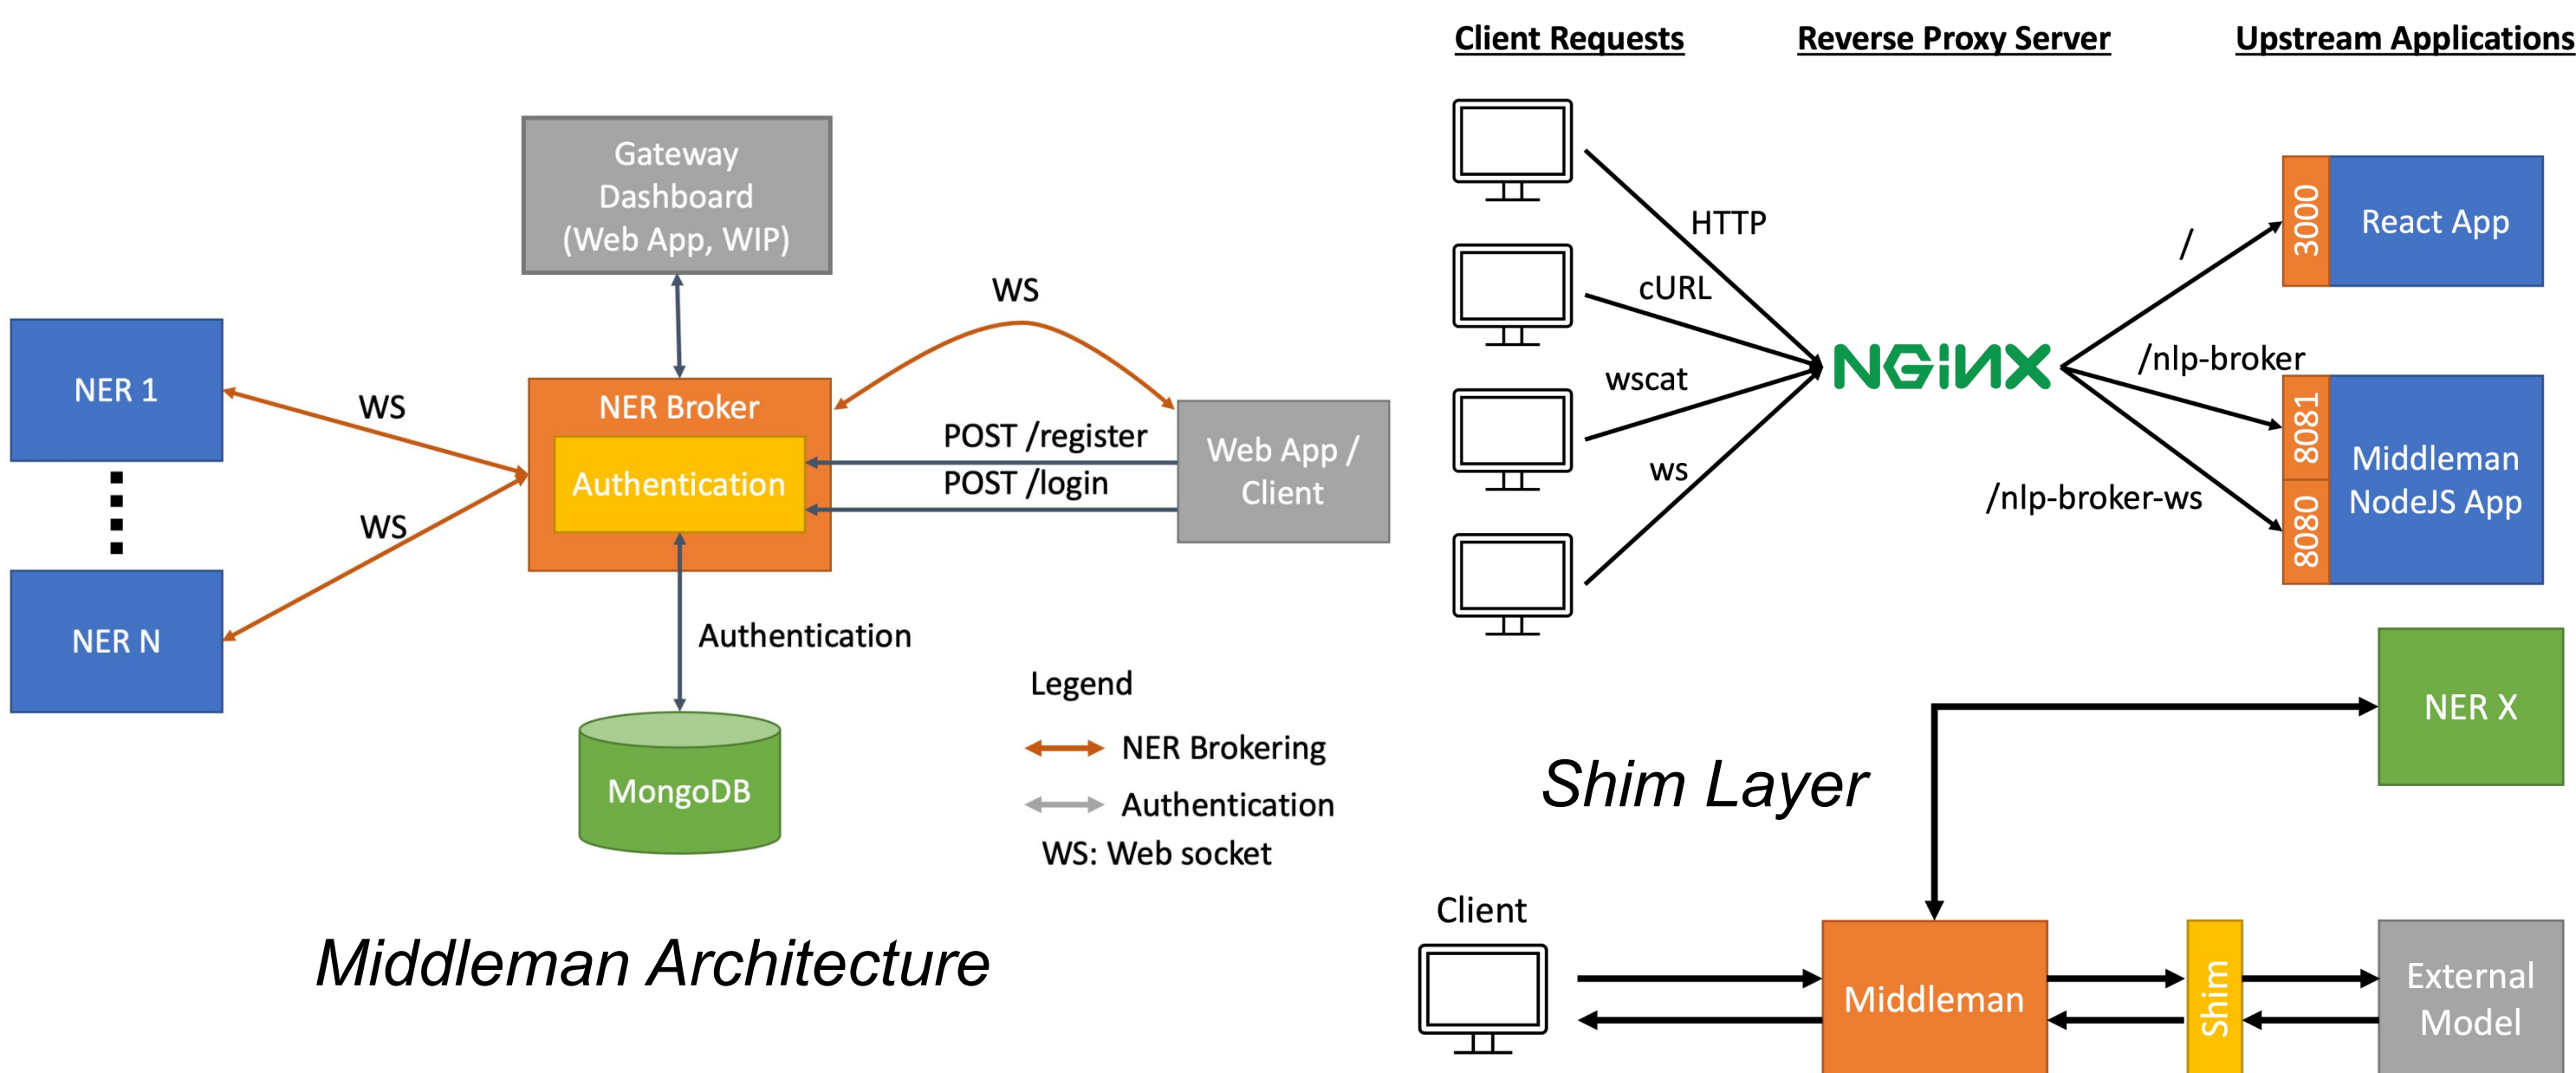 Gateway
Dashboard
(Web App, WIP)
NER 1
NER N
WS
WS
WS
NER Broker
Authentication
POST /register
POST /login
Web App /
Client
Authentication
MongoDB
Legend
NER Brokering
Authentication
WS: Web socket
Middleman Architecture
Client Requests
Reverse Proxy Server
Upstream Applications
HTTP
cURL
wscat
ws
NGINX
/
/nlp-broker
/nlp-broker-ws
3000
React App
8081
8080
Middleman
NodeJS App
Shim Layer
NER X
Client
Middleman
Shim
External
Model